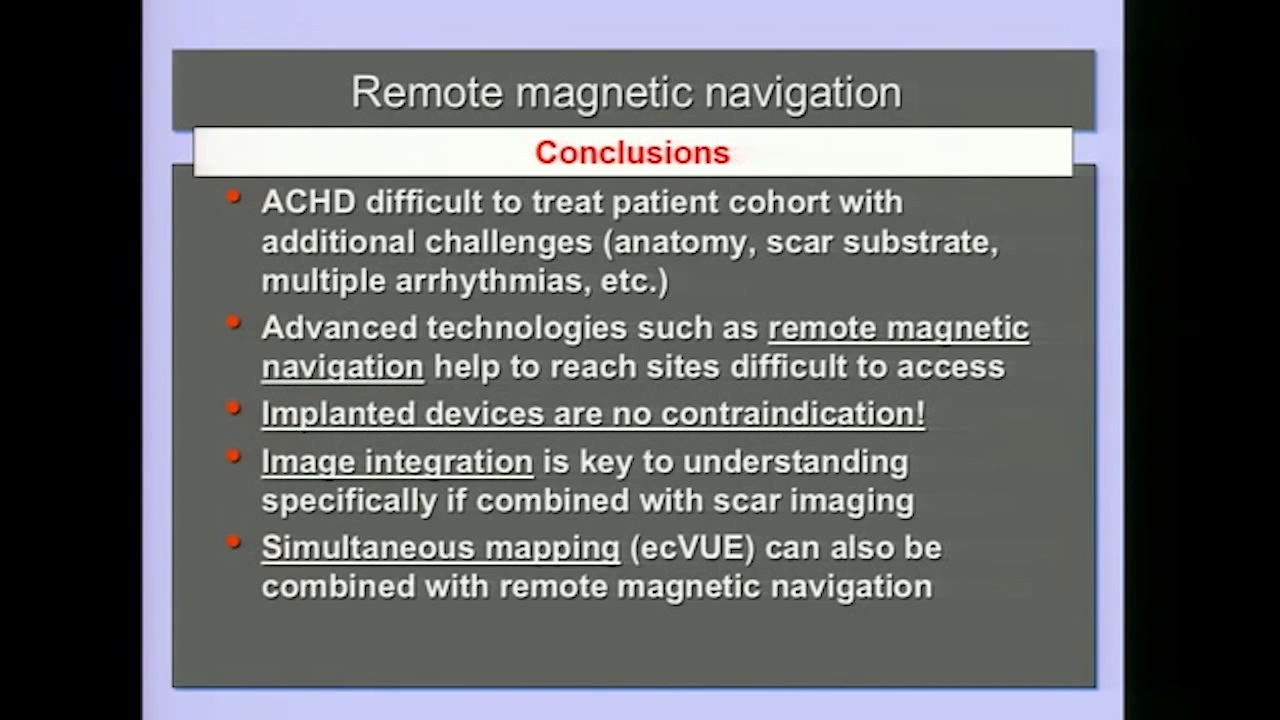 Remote magnetic navigation
Conclusions
ACHD difficult to treat patient cohort with
additional challenges (anatomy, scar substrate,
multiple arrhythmias, etc.)
Advanced technologies such as remote magnetic
navigation help to reach sites difficult to access
Implanted devices are no contraindication!
Image integration is key to understanding
specifically if combined with scar imaging
Simultaneous mapping (ecVUE) can also be
combined with remote magnetic navigation